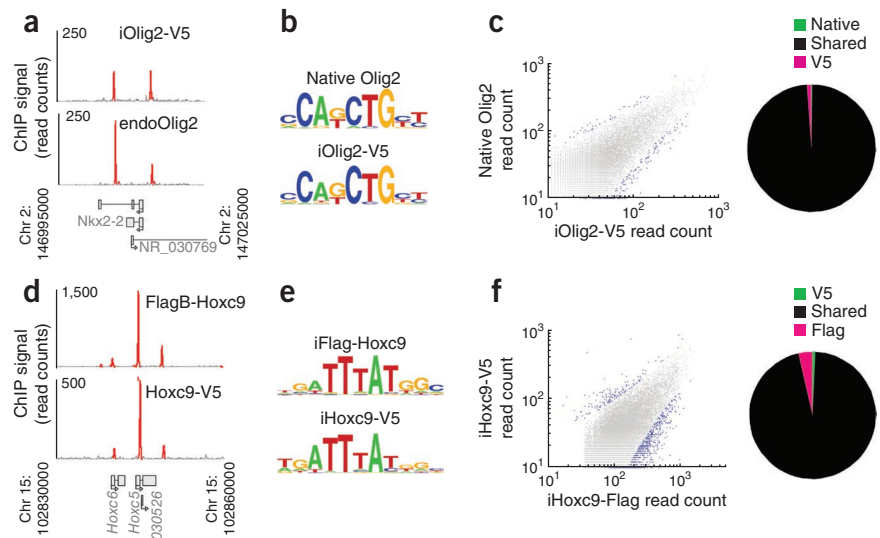 a
250
iOlig2-V5
250
endoOlig2
ChIP signal
(read counts)
Chr 2:
146995000
Nkx2-2
NR_030769
Chr 2:
147025000
b
Native Olig2
CCATCTGCT
iOlig2-V5
CCATCTGCT
c
Native Olig2
read count
10³
10²
10¹
10¹
10²
10³
iOlig2-V5 read count
Native
Shared
V5
d
1,500
FlagB-Hoxc9
500
Hoxc9-V5
ChIP signal
(read counts)
Chr 15:
102830000
Hoxc6
Hoxc5
030526
Chr 15:
102860000
e
iFlag-Hoxc9
GATTTATGGC
iHoxc9-V5
TGATTTATGGC
f
iHoxc9-V5
read count
10³
10²
10¹
10¹
10²
10³
iHoxc9-Flag read count
V5
Shared
Flag